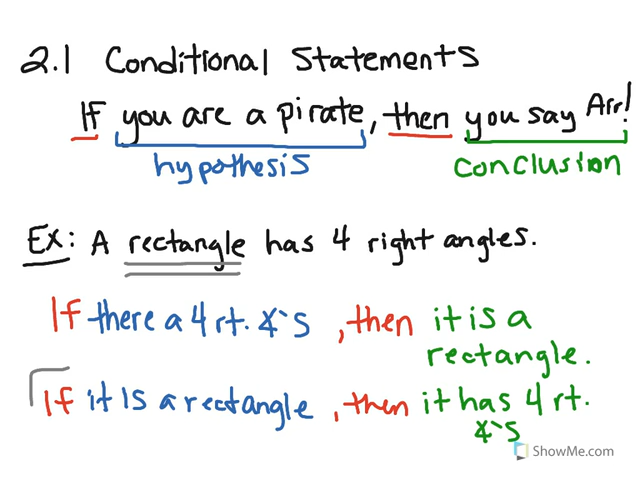 2.1 Conditional Statements
If you are a pirate, then you say Arr!
hypothesis conclusion
Ex: A rectangle has 4 right angles.
If there a 4 rt. ∡'s, then it is a
rectangle.
If it is a rectangle, then it has 4 rt.
∡'s
ShowMe.com